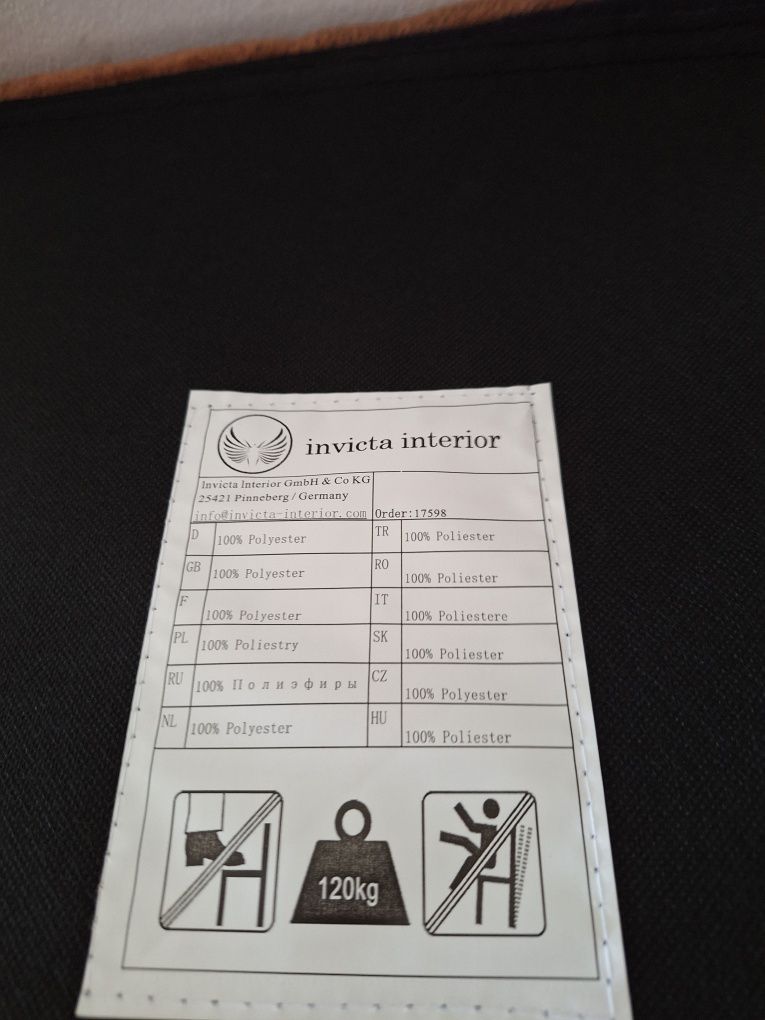 invicta interior
Invicta Interior GmbH & Co KG
25421 Pinneberg / Germany
info@invicta-interior.com Order:17598
D 100% Polyester TR 100% Poliester
GB 100% Polyester RO 100% Poliester
F 100% Polyester IT 100% Poliestere
PL 100% Poliestry SK 100% Poliester
RU 100% Полиэфиры CZ 100% Polyester
NL 100% Polyester HU 100% Poliester
120kg